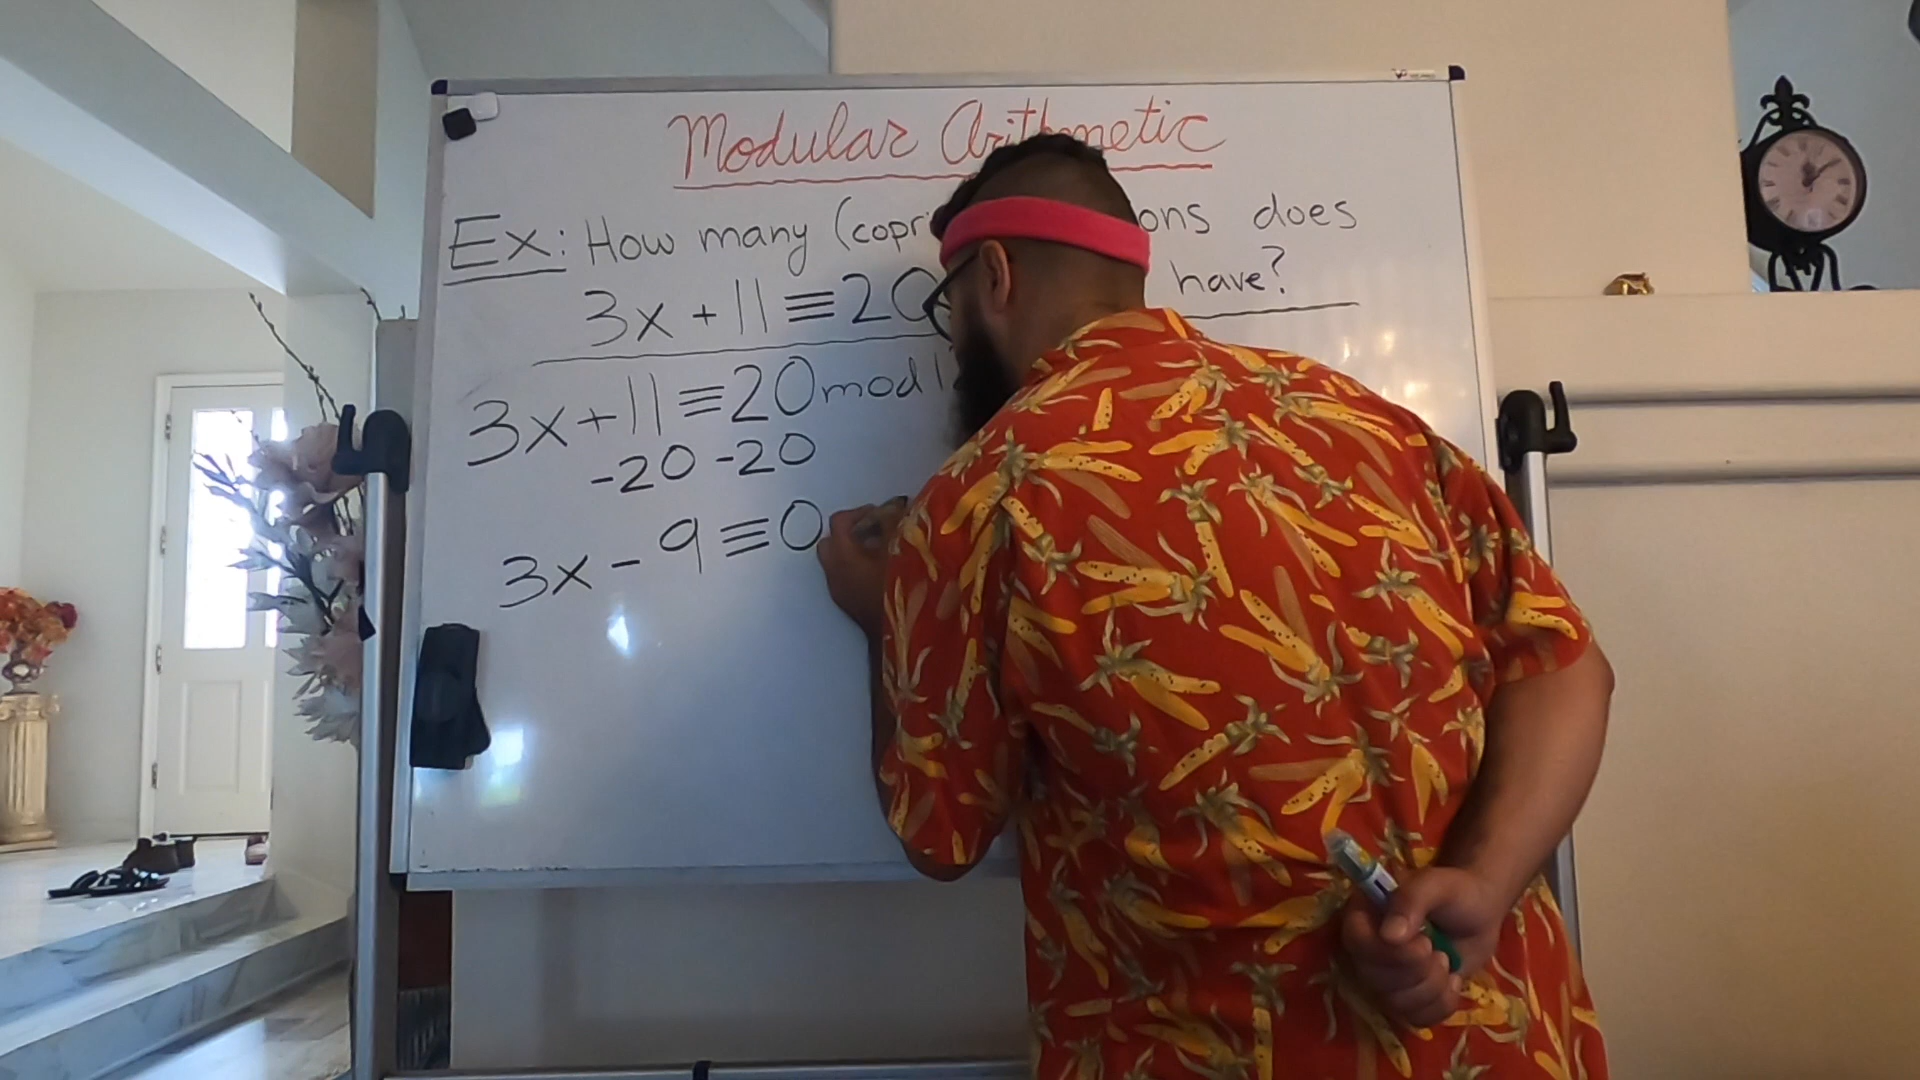 Modular Arithmetic
Ex: How many (copri ons does
3x + 11 ≡ 20 have?
3x + 11 ≡ 20 mod 1
-20 -20
3x - 9 ≡ 0